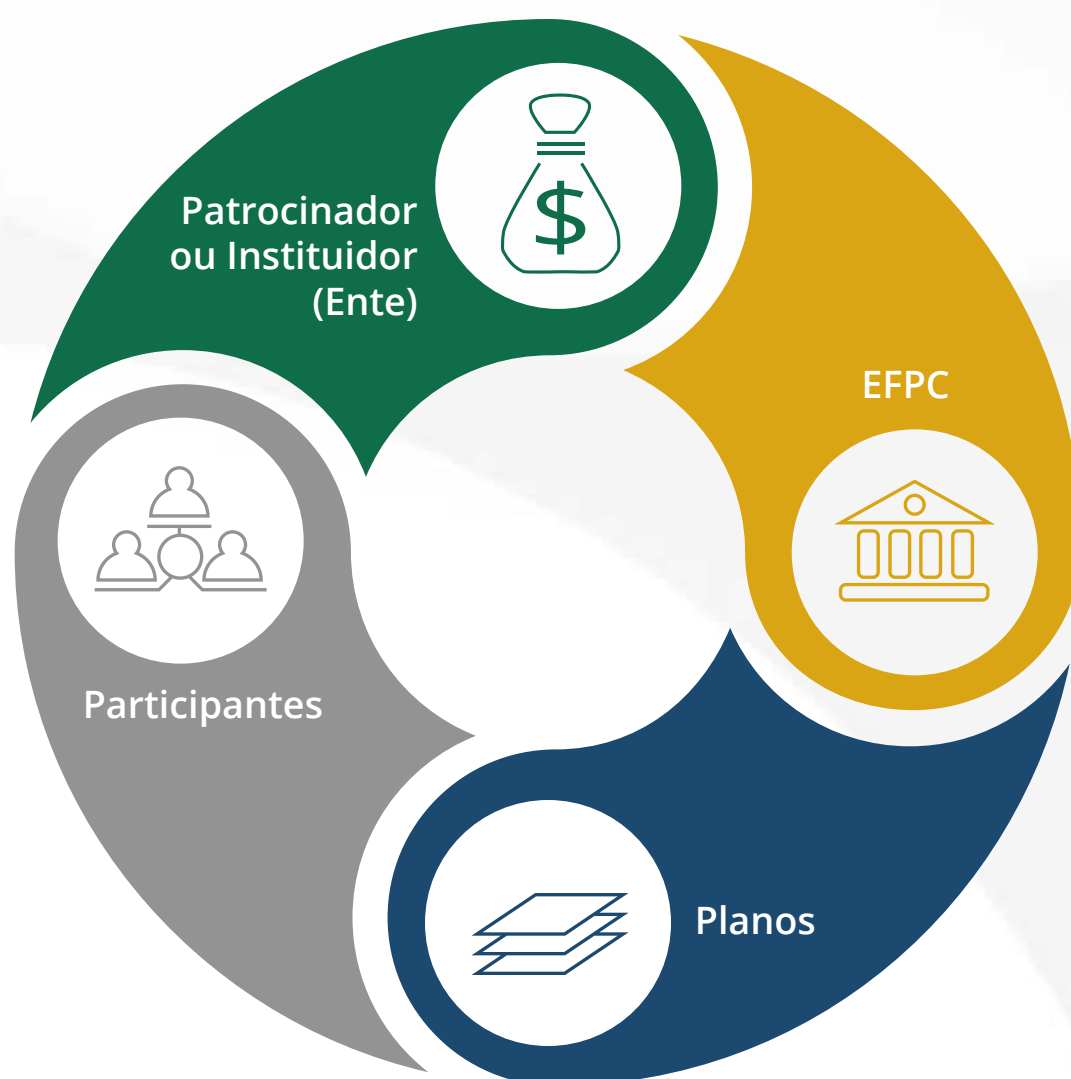 Patrocinador
ou Instituidor
(Ente)
$
EFPC
Participantes
Planos